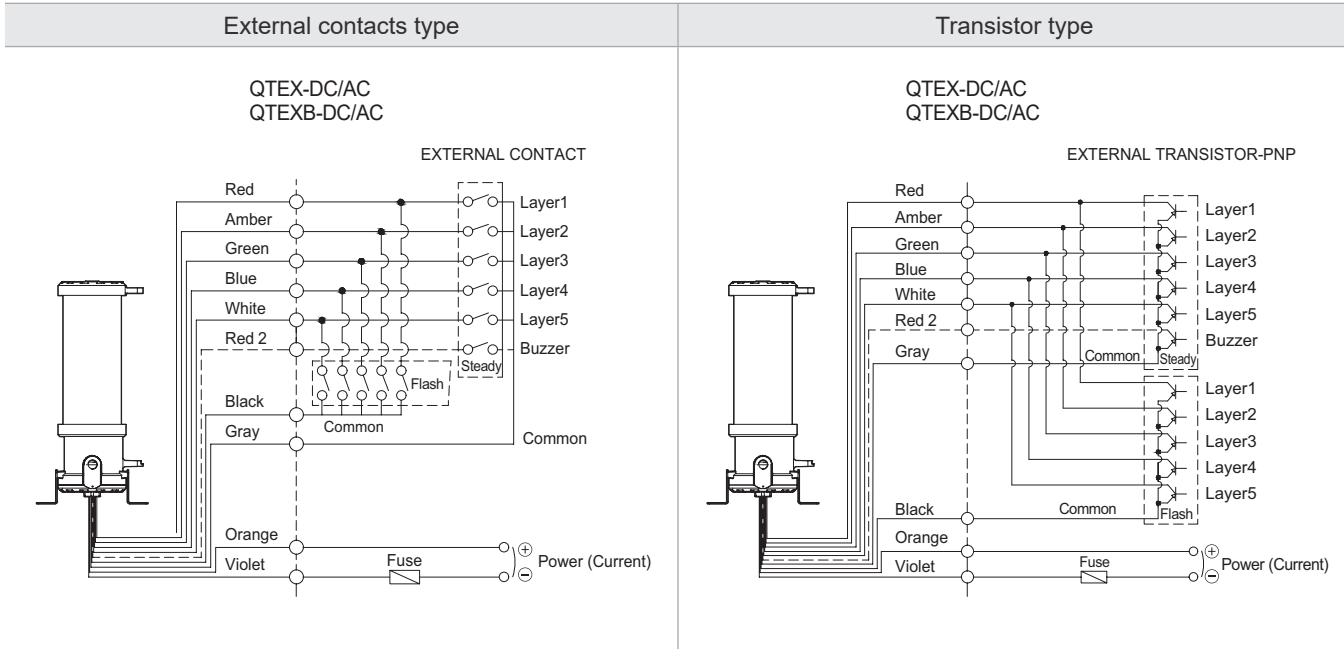 External contacts type
QTEX-DC/AC
QTEXB-DC/AC
EXTERNAL CONTACT
Red
Layer1
Amber
Layer2
Green
Layer3
Blue
Layer4
White
Layer5
Red 2
Buzzer
Steady
Flash
Black
Common
Gray
Common
Orange
Violet
Fuse
+
−
Power (Current)
Transistor type
QTEX-DC/AC
QTEXB-DC/AC
EXTERNAL TRANSISTOR-PNP
Red
Layer1
Amber
Layer2
Green
Layer3
Blue
Layer4
White
Layer5
Red 2
Buzzer
Gray
Common
Steady
Layer1
Layer2
Layer3
Layer4
Layer5
Black
Common
Flash
Orange
Violet
Fuse
+
−
Power (Current)